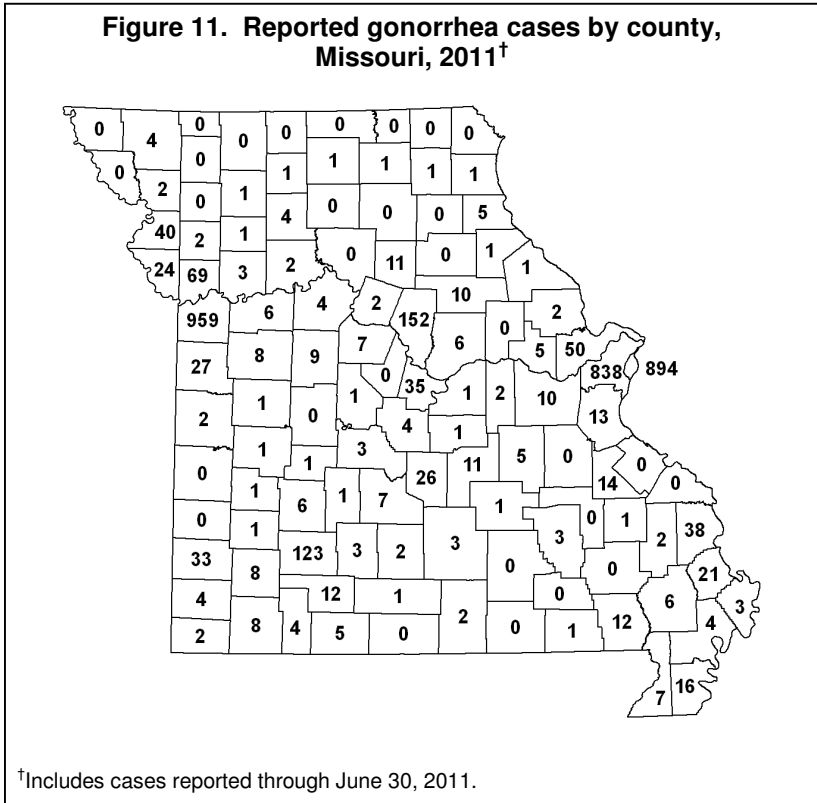 Figure 11. Reported gonorrhea cases by county,
Missouri, 2011†
0 4 0 0 0 0 0 0 0
0 0 1 1 1 1 1
2 0 1 4 0 0 0 5
40 2 1 0 11 0 1 1
24 69 3 2
959 6 4 2 152 10 2
27 8 9 7 6 0 5 50
0 35 838 894
2 1 0 1 4 1 2 10 13
1
0 1 1 3 26 11 5 0 14 0 0
1 6 1 7 1
0 1 3 0 1 2 38
33 123 3 2 3 0 0 21
8
4 12 1 2 0 6 3
2 8 4 5 0 0 1 12 4
7 16
†Includes cases reported through June 30, 2011.